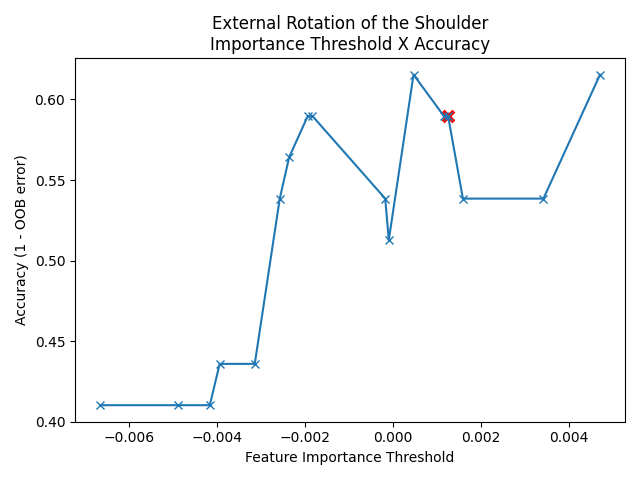 External Rotation of the Shoulder
Importance Threshold X Accuracy
Accuracy (1 - OOB error)
0.60
0.55
0.50
0.45
0.40
−0.006 −0.004 −0.002 0.000 0.002 0.004
Feature Importance Threshold